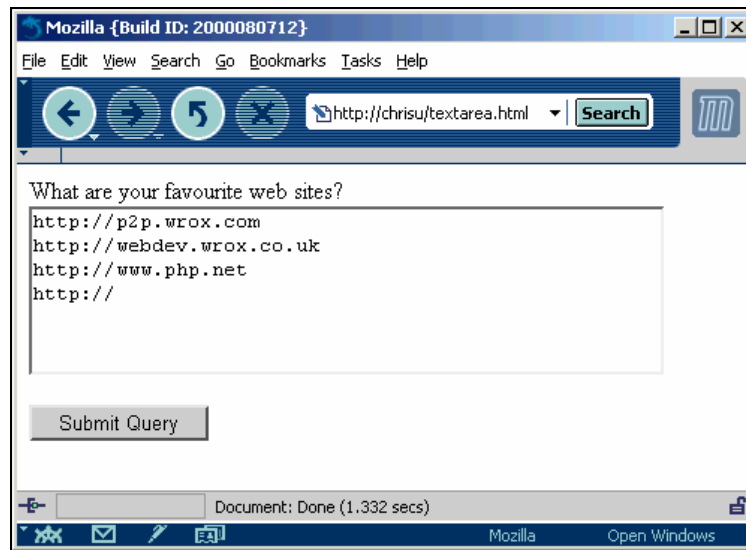 Mozilla {Build ID: 2000080712}
File Edit View Search Go Bookmarks Tasks Help
http://chrisu/textarea.html Search
What are your favourite web sites?
http://p2p.wrox.com
http://webdev.wrox.co.uk
http://www.php.net
http://
Submit Query
Document: Done (1.332 secs)
Mozilla Open Windows